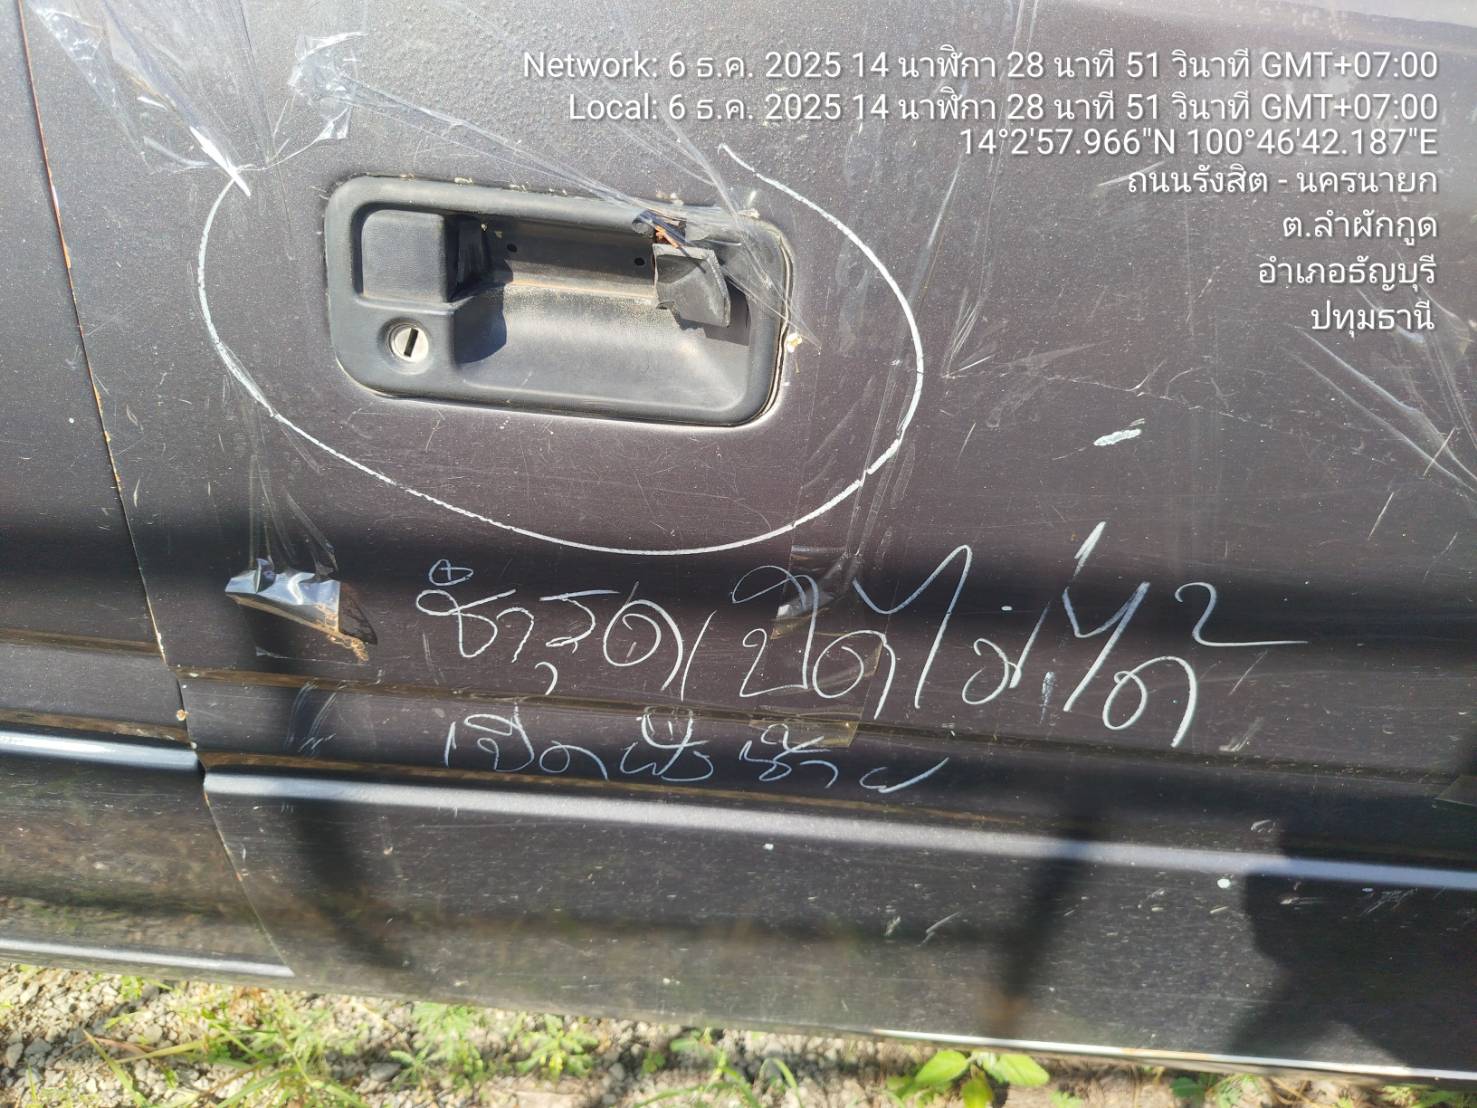 Network: 6 ธ.ค. 2025 14 นาฬิกา 28 นาที 51 วินาที GMT+07:00
Local: 6 ธ.ค. 2025 14 นาฬิกา 28 นาที 51 วินาที GMT+07:00
14°2'57.966"N 100°46'42.187"E
ถนนรังสิต - นครนายก
ต.ลำผักกูด
อำเภอธัญบุรี
ปทุมธานี
ชำรุด เปิดไม่ได้
เปิดฝั่งซ้าย